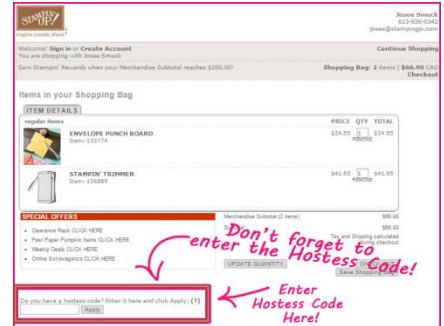 STAMPIN' UP!
inspire. create. share.
Josee Smuck
613-836-0342
josee@stampingjo.com
Welcome! Sign in or Create Account
You are shopping with Josee Smuck
Continue Shopping
Earn Stampin' Rewards when your Merchandise Subtotal reaches $200.00!
Shopping Bag: 2 items | $66.90 CAD
Checkout
Items in your Shopping Bag
ITEM DETAILS
regular items PRICE QTY TOTAL
ENVELOPE PUNCH BOARD $24.95 1 $24.95
Item: 133774
REMOVE
STAMPIN' TRIMMER $41.95 1 $41.95
Item: 126889
REMOVE
SPECIAL OFFERS
Clearance Rack CLICK HERE
Past Paper Pumpkin Items CLICK HERE
Weekly Deals CLICK HERE
Online Extravaganza CLICK HERE
Merchandise Subtotal (2 items) $66.90
$66.90
Tax and Shipping calculated
during checkout
UPDATE QUANTITY
Save Shopping Bag
Don't forget to
enter the Hostess Code!
Do you have a hostess code? Enter it here and click Apply: (?)
Apply
Enter
Hostess Code
Here!